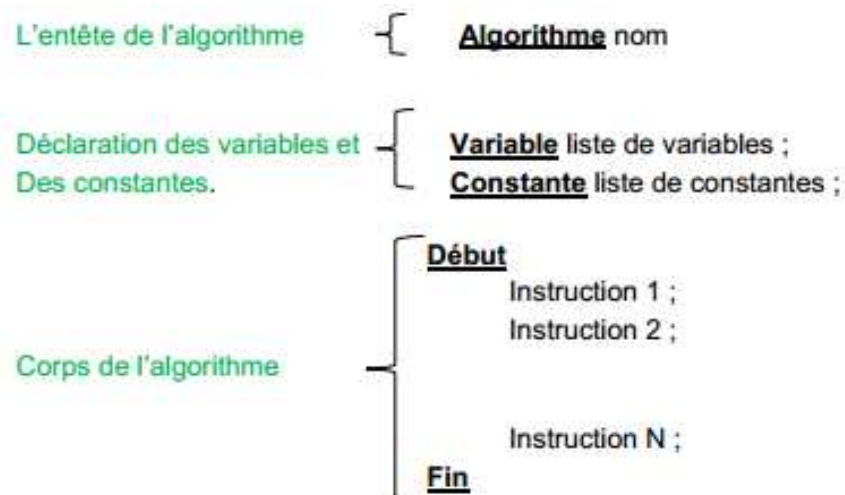 L'entête de l'algorithme
Algorithme nom
Déclaration des variables et
Des constantes.
Variable liste de variables ;
Constante liste de constantes ;
Corps de l'algorithme
Début
Instruction 1 ;
Instruction 2 ;
Instruction N ;
Fin